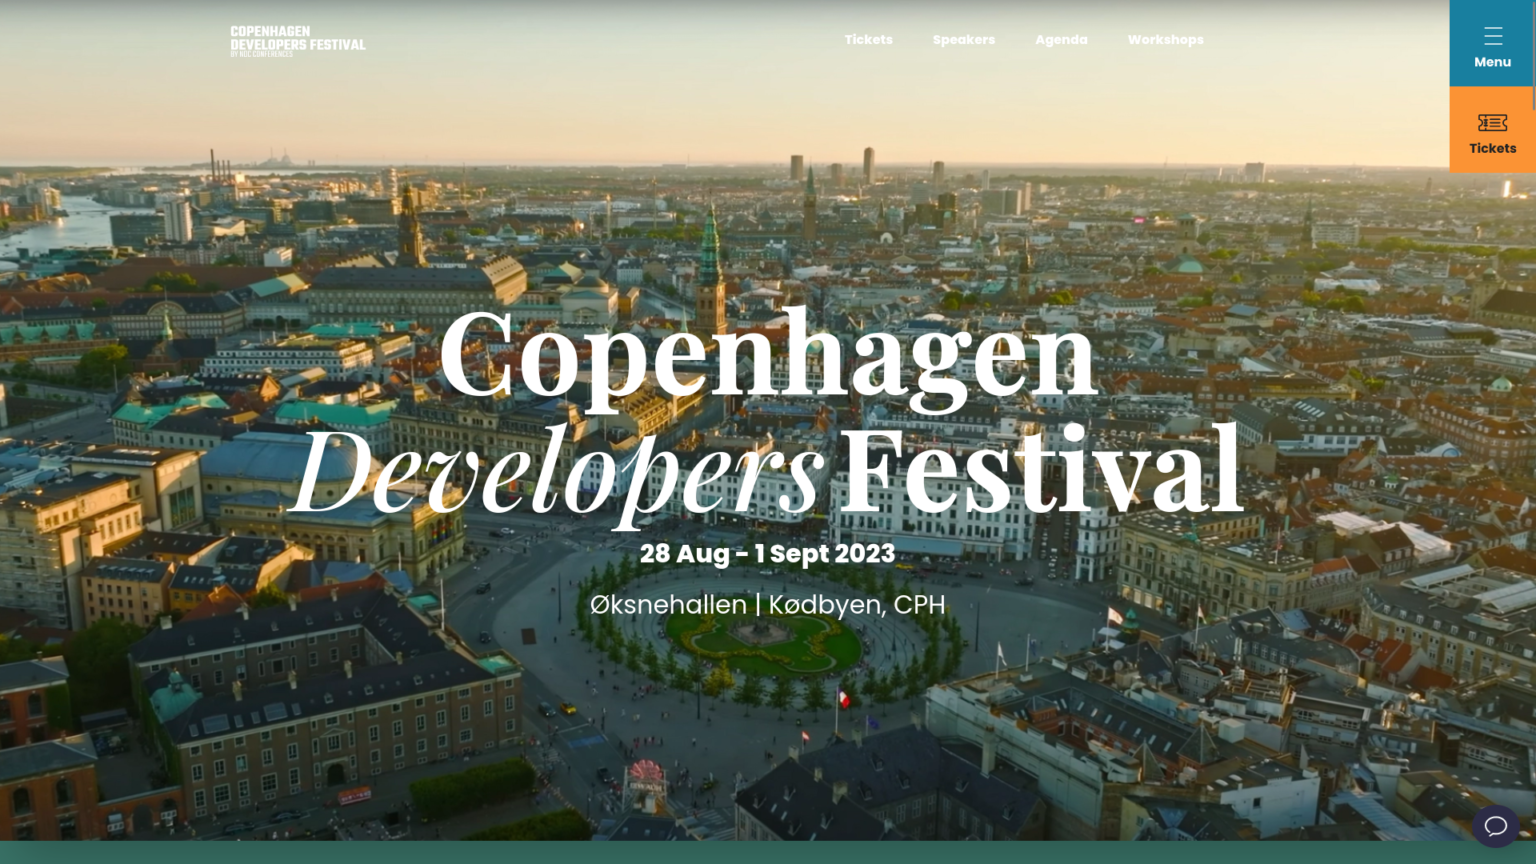 COPENHAGEN
DEVELOPERS FESTIVAL
BY NDC CONFERENCES
Tickets
Speakers
Agenda
Workshops
Menu
Tickets
Copenhagen
Developers Festival
28 Aug - 1 Sept 2023
Øksnehallen | Kødbyen, CPH